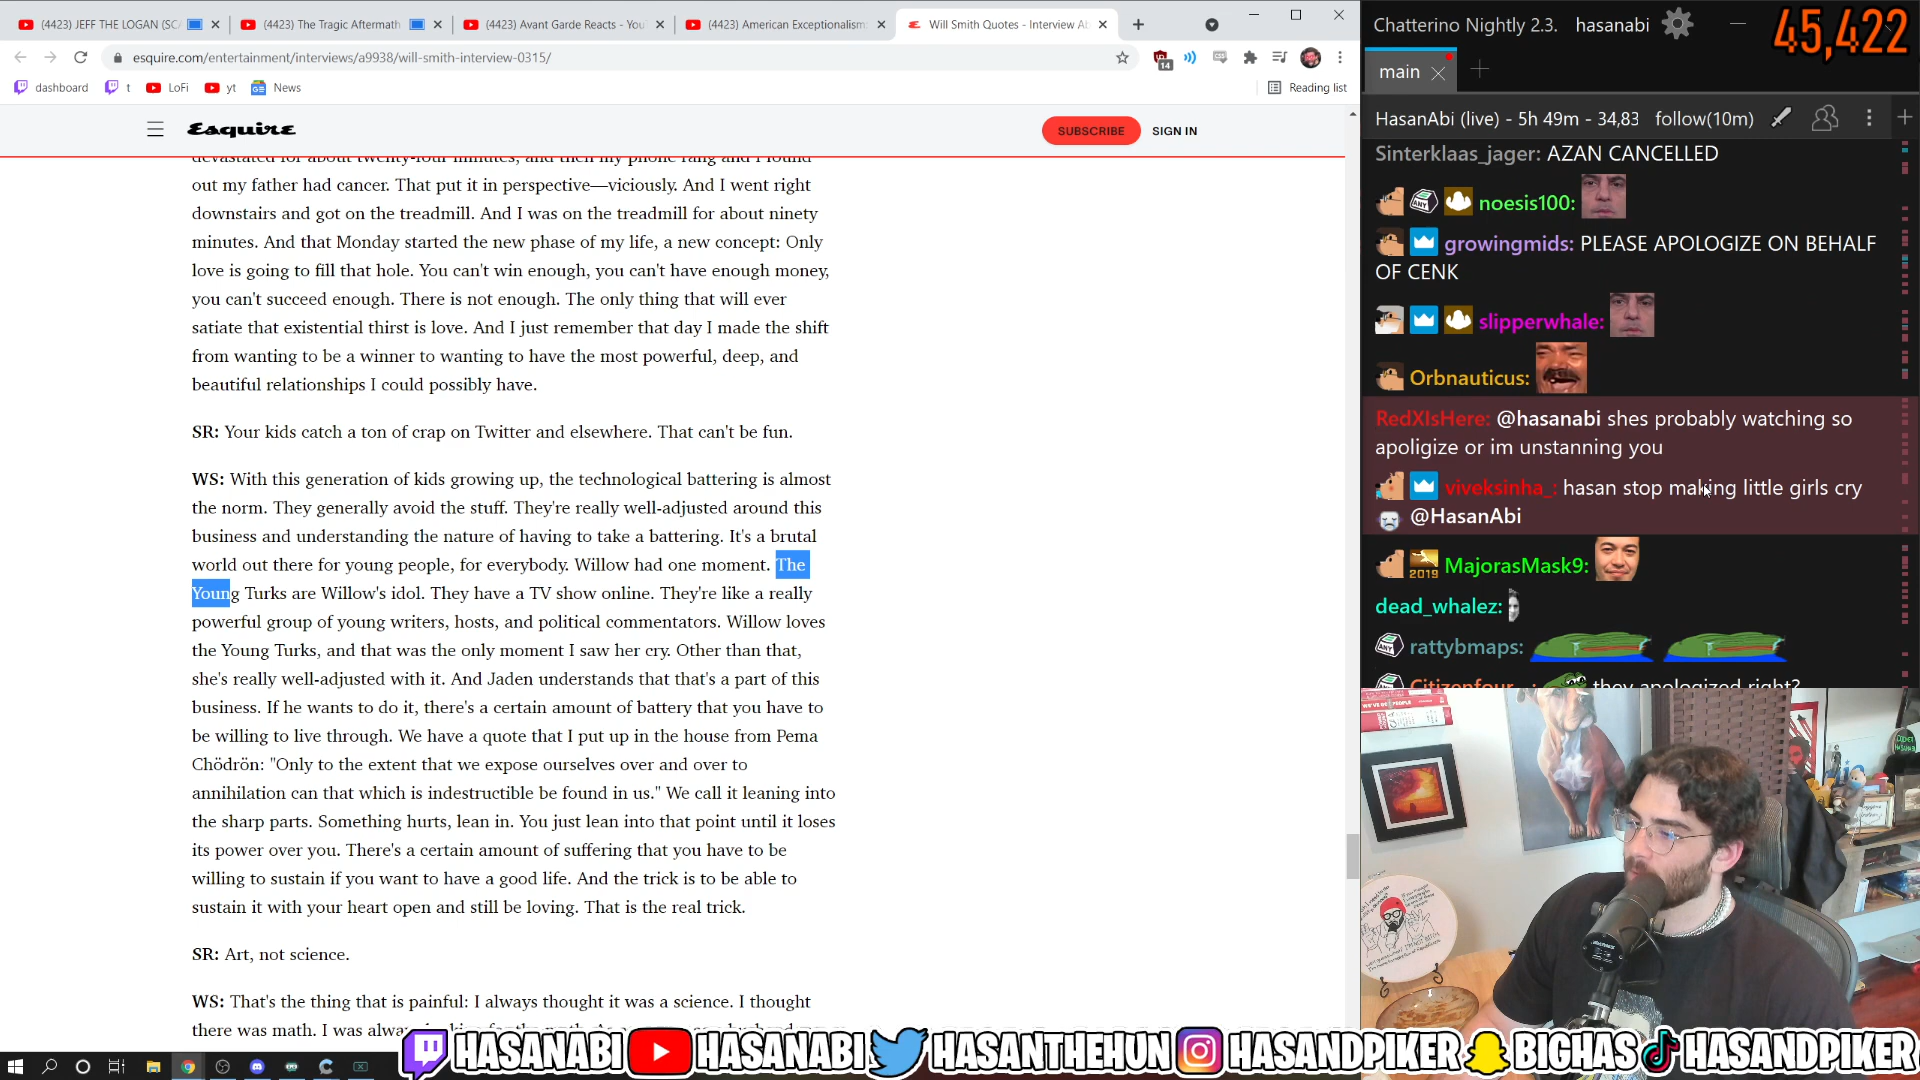 (4423) JEFF THE LOGAN (SC
(4423) The Tragic Aftermath
(4423) Avant Garde Reacts - You
(4423) American Exceptionalism
Will Smith Quotes - Interview Ab
esquire.com/entertainment/interviews/a9938/will-smith-interview-0315/
14
dashboard
t
LoFi
yt
News
Reading list
Esquire
SUBSCRIBE
SIGN IN
devastated for about twenty-four minutes, and then my phone rang and I found
out my father had cancer. That put it in perspective—viciously. And I went right
downstairs and got on the treadmill. And I was on the treadmill for about ninety
minutes. And that Monday started the new phase of my life, a new concept: Only
love is going to fill that hole. You can't win enough, you can't have enough money,
you can't succeed enough. There is not enough. The only thing that will ever
satiate that existential thirst is love. And I just remember that day I made the shift
from wanting to be a winner to wanting to have the most powerful, deep, and
beautiful relationships I could possibly have.
SR: Your kids catch a ton of crap on Twitter and elsewhere. That can't be fun.
WS: With this generation of kids growing up, the technological battering is almost
the norm. They generally avoid the stuff. They're really well-adjusted around this
business and understanding the nature of having to take a battering. It's a brutal
world out there for young people, for everybody. Willow had one moment. The
Young Turks are Willow's idol. They have a TV show online. They're like a really
powerful group of young writers, hosts, and political commentators. Willow loves
the Young Turks, and that was the only moment I saw her cry. Other than that,
she's really well-adjusted with it. And Jaden understands that that's a part of this
business. If he wants to do it, there's a certain amount of battery that you have to
be willing to live through. We have a quote that I put up in the house from Pema
Chödrön: "Only to the extent that we expose ourselves over and over to
annihilation can that which is indestructible be found in us." We call it leaning into
the sharp parts. Something hurts, lean in. You just lean into that point until it loses
its power over you. There's a certain amount of suffering that you have to be
willing to sustain if you want to have a good life. And the trick is to be able to
sustain it with your heart open and still be loving. That is the real trick.
SR: Art, not science.
WS: That's the thing that is painful: I always thought it was a science. I thought
there was math. I was alwa
Chatterino Nightly 2.3.
hasanabi
45,422
main
HasanAbi (live) - 5h 49m - 34,83
follow(10m)
Sinterklaas_jager: AZAN CANCELLED
noesis100:
growingmids: PLEASE APOLOGIZE ON BEHALF
OF CENK
slipperwhale:
Orbnauticus:
RedXIsHere: @hasanabi shes probably watching so
apoligize or im unstanning you
viveksinha_: hasan stop making little girls cry
@HasanAbi
2019 MajorasMask9:
dead_whalez:
rattybmaps:
they apologized right?
HASANABI HASANABI HASANTHEHUN HASANDPIKER BIGHAS HASANDPIKER